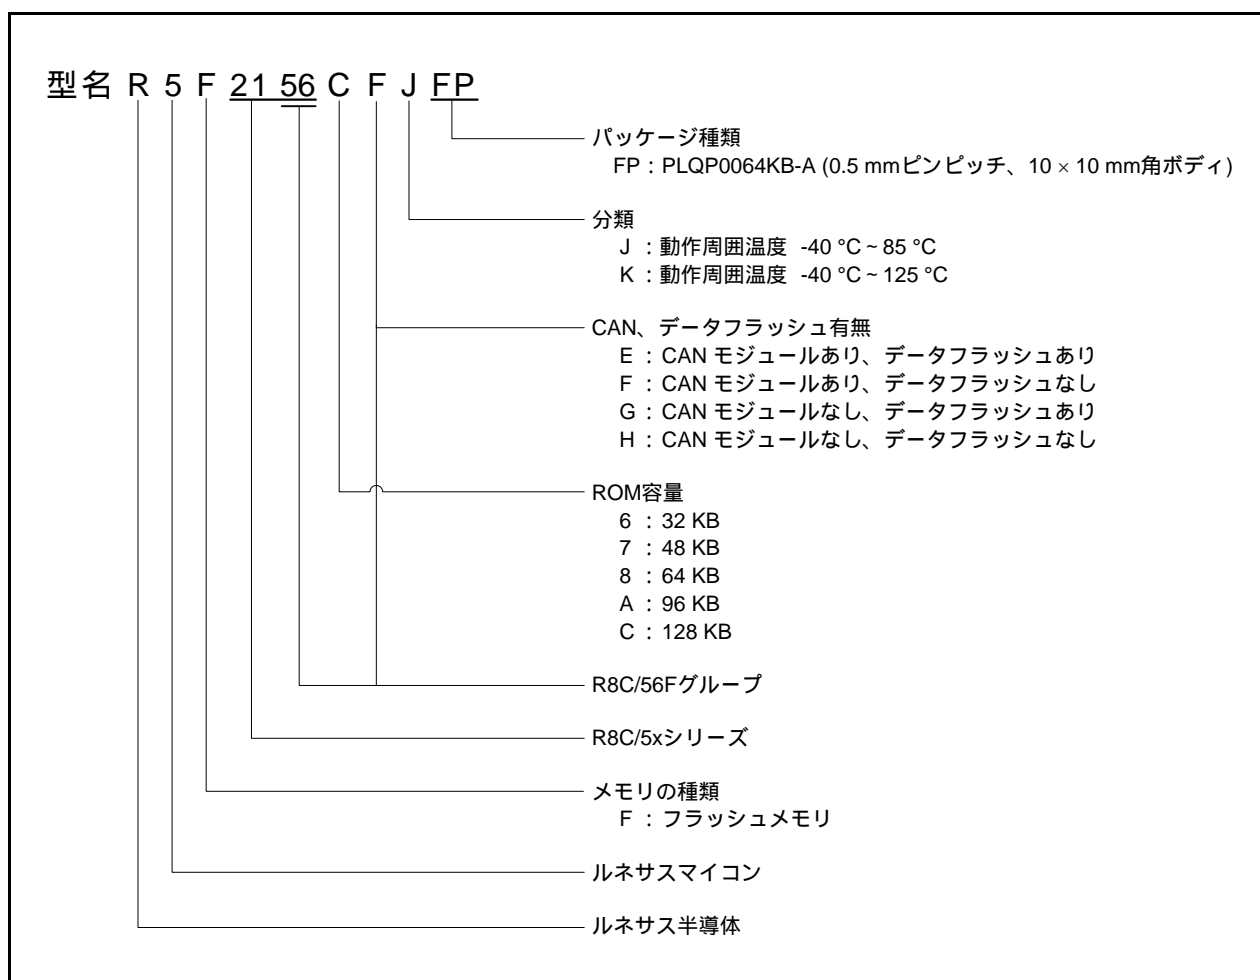 型名 R 5 F 21 56 C F J FP
パッケージ種類
FP : PLQP0064KB-A (0.5 mmピンピッチ、10 × 10 mm角ボディ)
分類
J : 動作周囲温度 -40 °C ~ 85 °C
K : 動作周囲温度 -40 °C ~ 125 °C
CAN、データフラッシュ有無
E : CAN モジュールあり、データフラッシュあり
F : CAN モジュールあり、データフラッシュなし
G : CAN モジュールなし、データフラッシュあり
H : CAN モジュールなし、データフラッシュなし
ROM容量
6 : 32 KB
7 : 48 KB
8 : 64 KB
A : 96 KB
C : 128 KB
R8C/56Fグループ
R8C/5xシリーズ
メモリの種類
F : フラッシュメモリ
ルネサスマイコン
ルネサス半導体